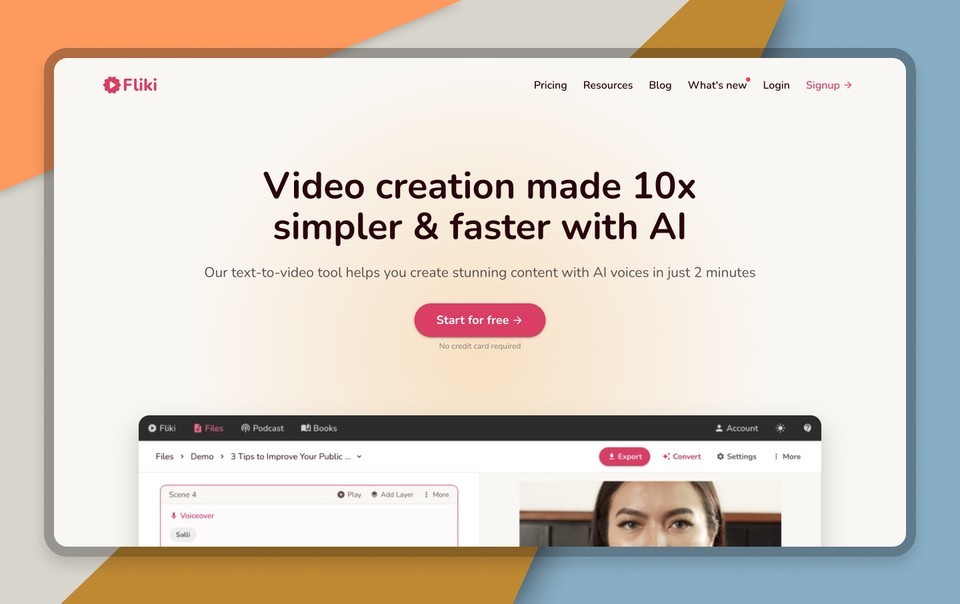 Fliki
Pricing Resources Blog What's new Login Signup →
Video creation made 10x
simpler & faster with AI
Our text-to-video tool helps you create stunning content with AI voices in just 2 minutes
Start for free →
No credit card required
Fliki Files Podcast Books Account
Files > Demo > 3 Tips to Improve Your Public ... Export Convert Settings More
Scene 4 Play Add Layer More
Voiceover
Salli